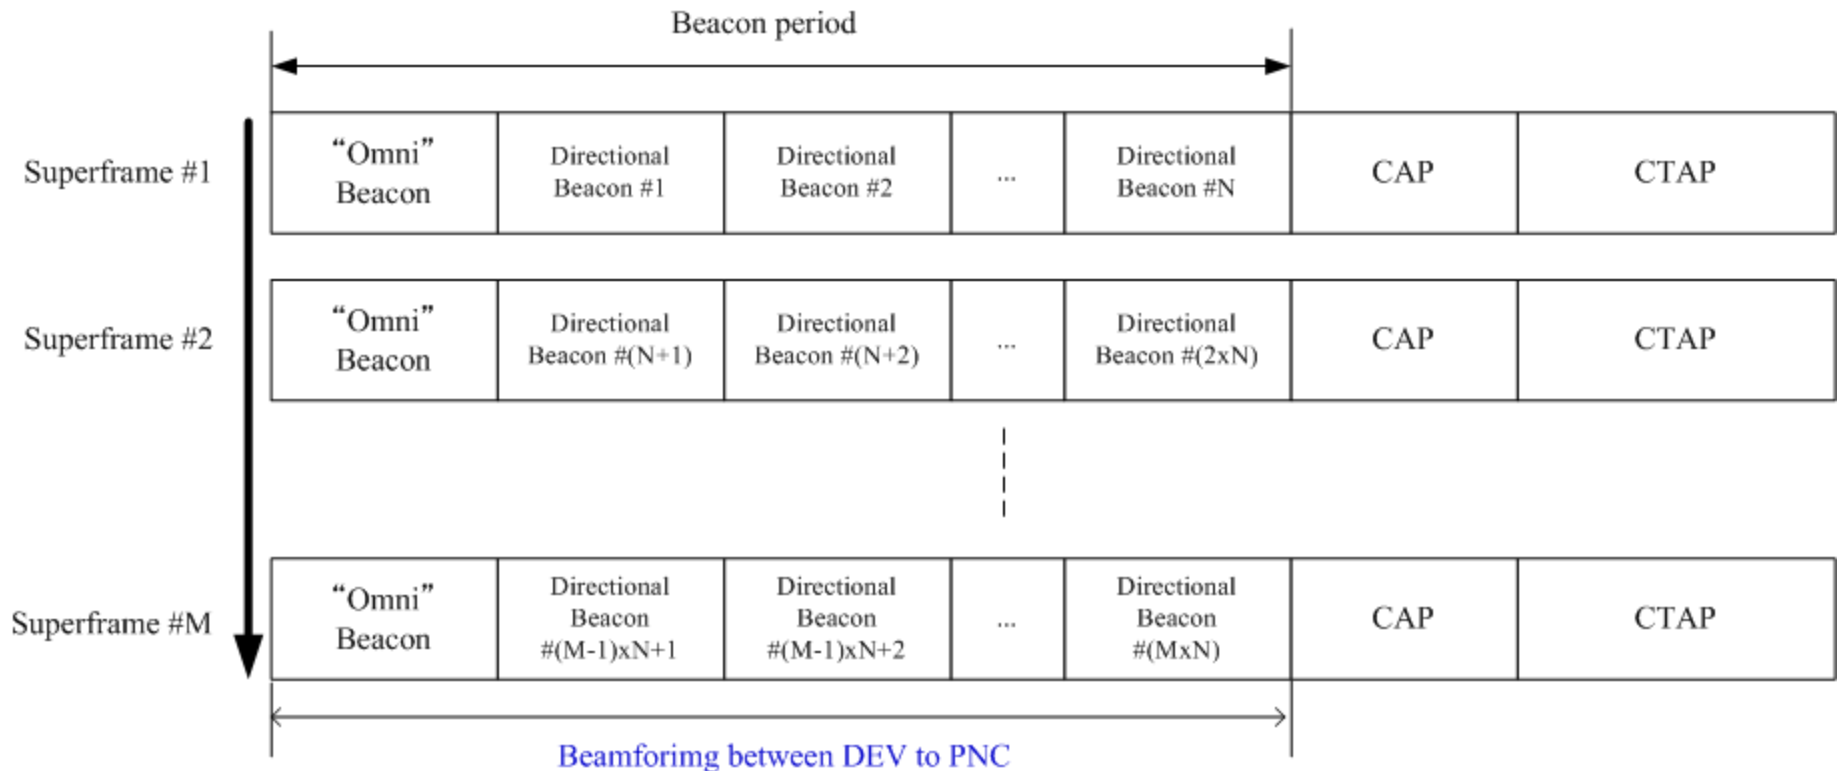 Beacon period
Superframe #1
“Omni”
Beacon
Directional
Beacon #1
Directional
Beacon #2
...
Directional
Beacon #N
CAP
CTAP
Superframe #2
“Omni”
Beacon
Directional
Beacon #(N+1)
Directional
Beacon #(N+2)
...
Directional
Beacon #(2xN)
CAP
CTAP
Superframe #M
“Omni”
Beacon
Directional
Beacon
#(M-1)xN+1
Directional
Beacon
#(M-1)xN+2
...
Directional
Beacon
#(MxN)
CAP
CTAP
Beamforimg between DEV to PNC